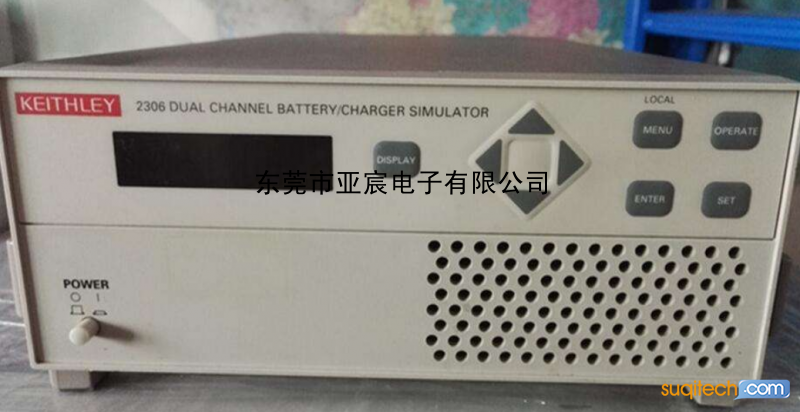 KEITHLEY 2306 DUAL CHANNEL BATTERY/CHARGER SIMULATOR
LOCAL
MENU OPERATE
DISPLAY
东莞市亚宸电子有限公司
ENTER SET
POWER
O I
suqitech.com